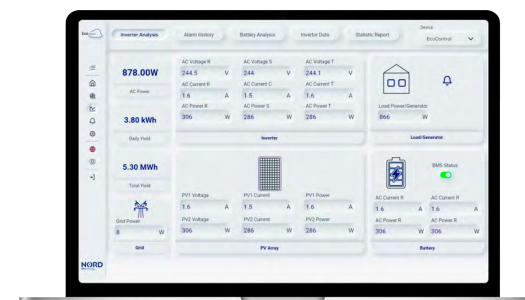 Device
Inverter Analysis Alarm History Battery Analysis Inverter Data Statistic Report EcoControl
878.00W
AC Power
3.80 kWh
Daily Yield
5.30 MWh
Total Yield
Grid Power
8 W
Grid
AC Voltage R AC Voltage S AC Voltage T
244.5 V 244 V 244.1 V
AC Current R AC Current C AC Current T
1.6 A 1.5 A 1.6 A
AC Power R AC Power S AC Power T
306 W 286 W 286 W
Inverter
Load Power/Generator
866 W
Load/Generator
PV1 Voltage PV1 Current PV1 Power
1.6 A 1.5 A 1.6 A
PV2 Voltage PV2 Current PV2 Power
306 W 286 W 286 W
PV Array
BMS Status
AC Current R AC Current R
1.6 A 1.6 A
AC Power R AC Power R
306 W 306 W
Battery
NØRD